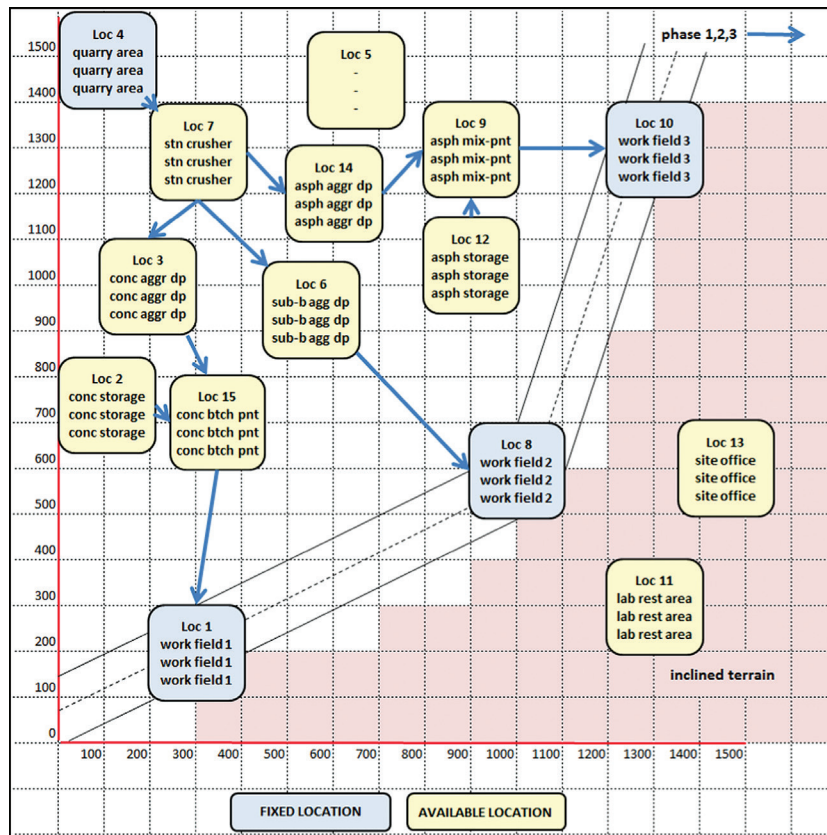 phase 1,2,3
1500
1400
1300
1200
1100
1000
900
800
700
600
500
400
300
200
100
0
Loc 4
quarry area
quarry area
quarry area
Loc 5
-
-
-
Loc 7
stn crusher
stn crusher
stn crusher
Loc 14
asph aggr dp
asph aggr dp
asph aggr dp
Loc 9
asph mix-pnt
asph mix-pnt
asph mix-pnt
Loc 10
work field 3
work field 3
work field 3
Loc 3
conc aggr dp
conc aggr dp
conc aggr dp
Loc 6
sub-b agg dp
sub-b agg dp
sub-b agg dp
Loc 12
asph storage
asph storage
asph storage
Loc 2
conc storage
conc storage
conc storage
Loc 15
conc btch pnt
conc btch pnt
conc btch pnt
Loc 8
work field 2
work field 2
work field 2
Loc 13
site office
site office
site office
Loc 11
lab rest area
lab rest area
lab rest area
Loc 1
work field 1
work field 1
work field 1
inclined terrain
100 200 300 400 500 600 700 800 900 1000 1100 1200 1300 1400 1500
FIXED LOCATION
AVAILABLE LOCATION